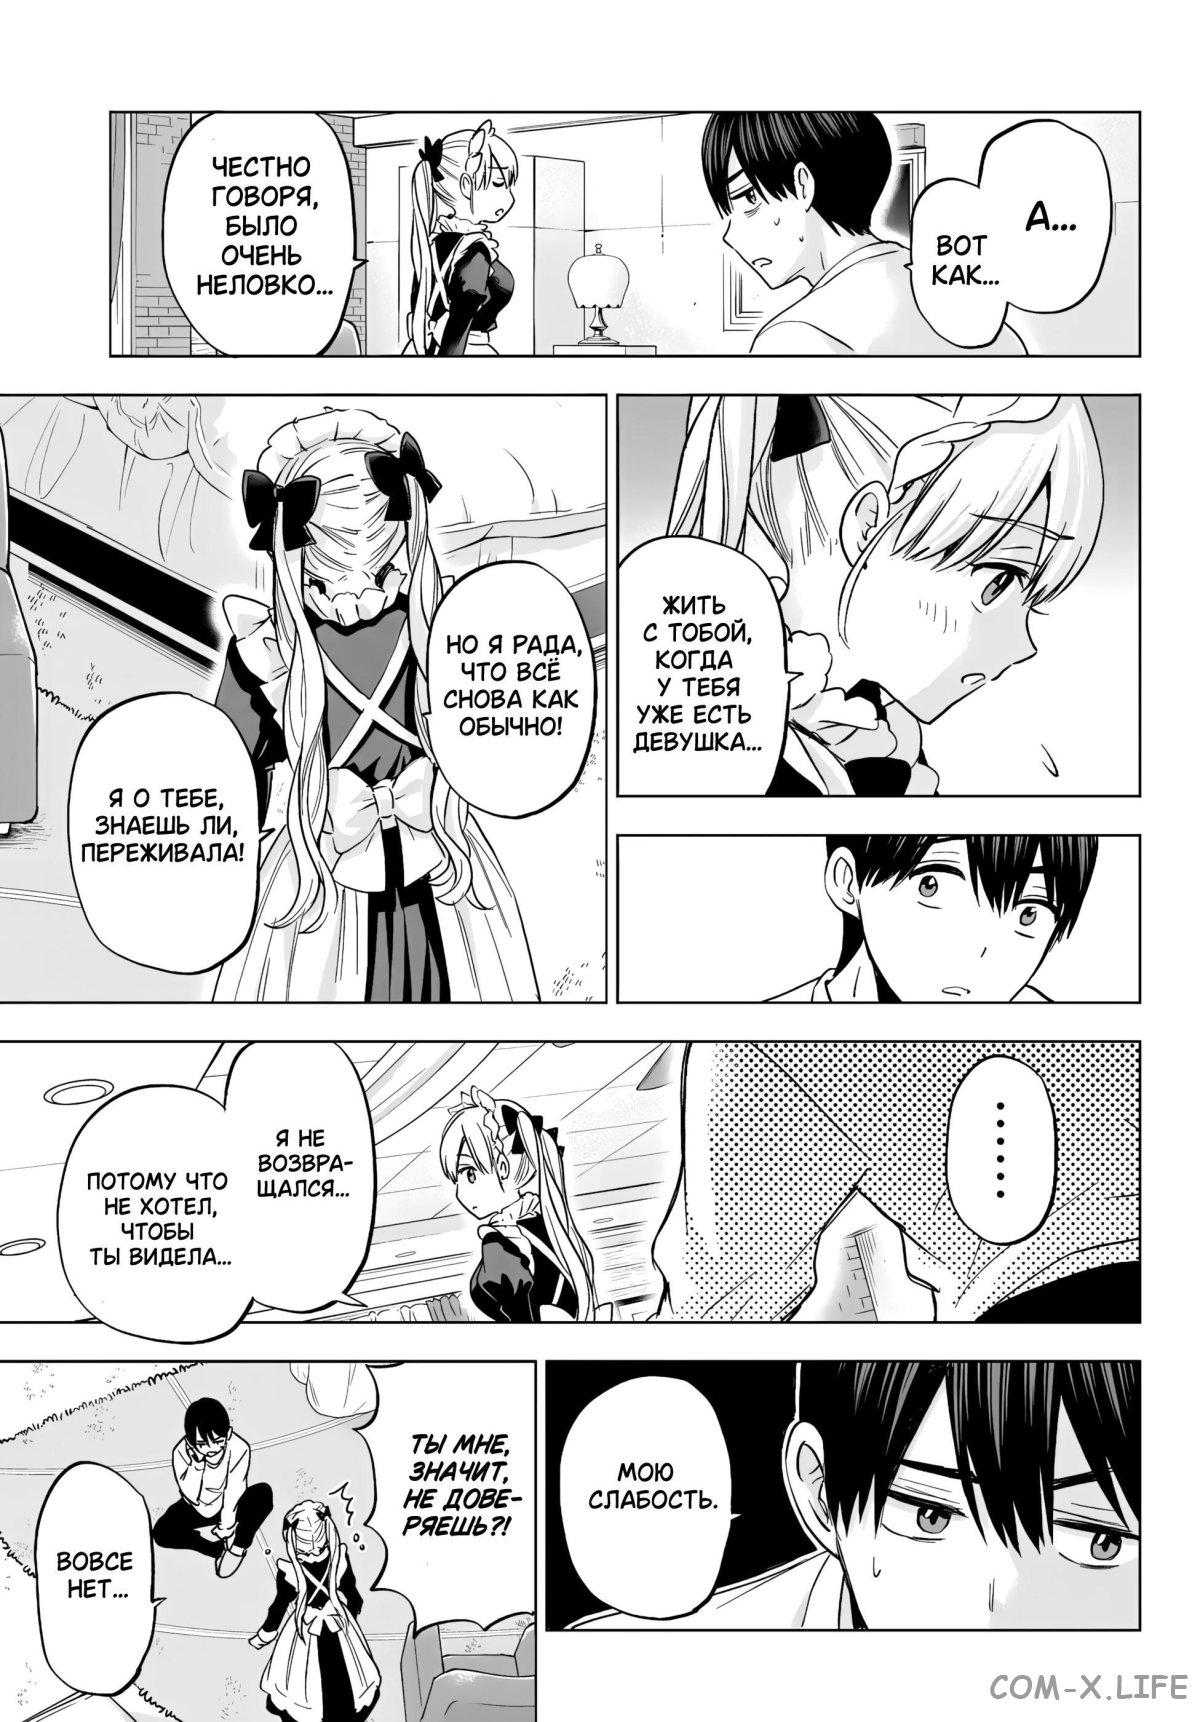 А...
ВОТ
КАК...
ЧЕСТНО
ГОВОРЯ,
БЫЛО
ОЧЕНЬ
НЕЛОВКО...
ЖИТЬ
С ТОБОЙ,
КОГДА
У ТЕБЯ
УЖЕ ЕСТЬ
ДЕВУШКА...
НО Я РАДА,
ЧТО ВСЁ
СНОВА КАК
ОБЫЧНО!
Я О ТЕБЕ,
ЗНАЕШЬ ЛИ,
ПЕРЕЖИВАЛА!
......
Я НЕ
ВОЗВРА-
ЩАЛСЯ...
ПОТОМУ ЧТО
НЕ ХОТЕЛ,
ЧТОБЫ
ТЫ ВИДЕЛА...
МОЮ
СЛАБОСТЬ.
ТЫ МНЕ,
ЗНАЧИТ,
НЕ ДОВЕ-
РЯЕШЬ?!
ВОВСЕ
НЕТ...
COM-X.LIFE